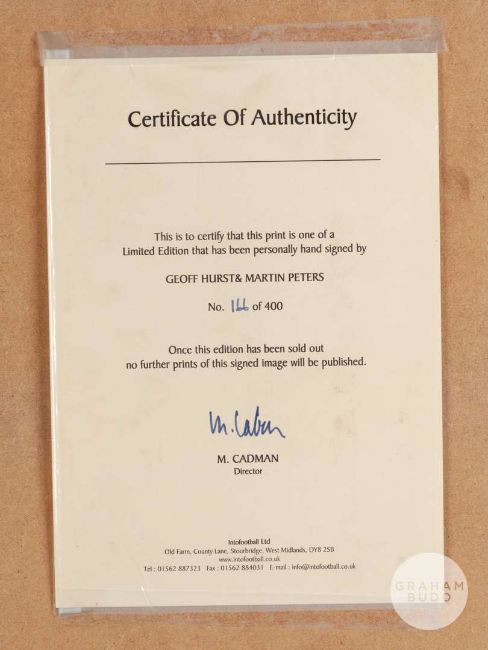 Certificate Of Authenticity
This is to certify that this print is one of a
Limited Edition that has been personally hand signed by
GEOFF HURST& MARTIN PETERS
No. 166 of 400
Once this edition has been sold out
no further prints of this signed image will be published.
M. Cadman
M. CADMAN
Director
Intofootball Ltd
Old Farm, County Lane, Stourbridge, West Midlands, DY8 2SB
www.intofootball.co.uk
Tel : 01562 887323 Fax : 01562 884031 E-mail : info@intofootball.co.uk
GRAHAM
BUDD